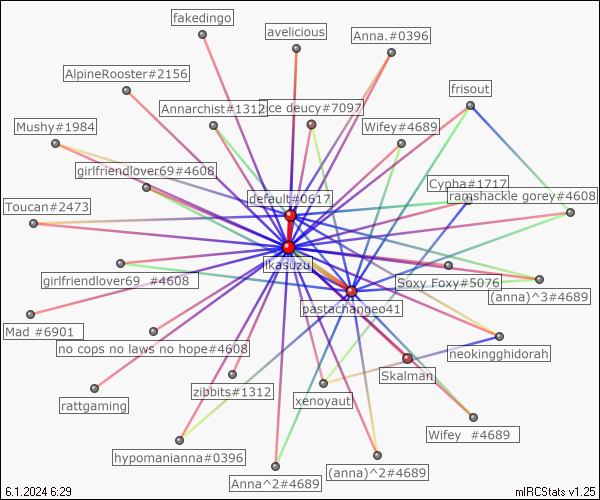 fakedingo
avelicious
Anna.#0396
AlpineRooster#2156
frisout
Annarchist#1312
ce deucy#7097
Mushy#1984
Wifey#4689
girlfriendlover69#4608
Cypha#1717
ramshackle gorey#4608
default#0617
Toucan#2473
ikasuzu
Soxy Foxy#5076
girlfriendlover69 #4608
(anna)^3#4689
pastachange041
Mad #6901
no cops no laws no hope#4608
neokingghidorah
Skalman
zibbits#1312
xenoyaut
rattgaming
Wifey #4689
hypomanianna#0396
(anna)^2#4689
Anna^2#4689
6.1.2024 6:29
mIRCStats v1.25